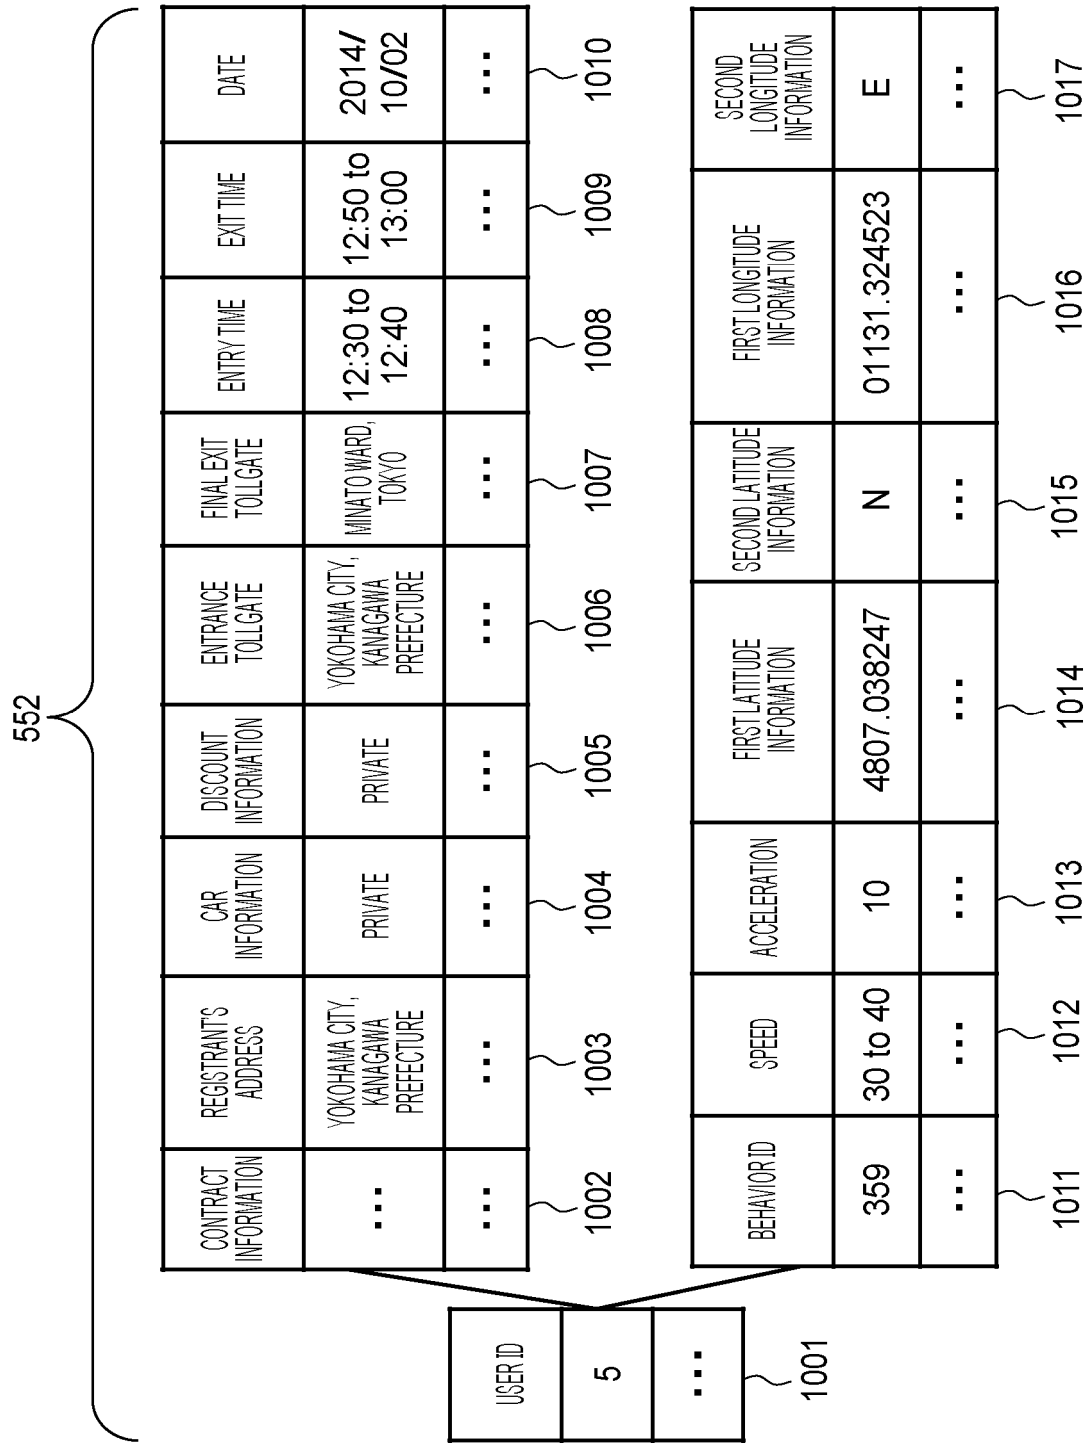 552
USER ID
5
...
1001
CONTRACT
INFORMATION
...
...
1002
REGISTRANT'S
ADDRESS
YOKOHAMA CITY,
KANAGAWA
PREFECTURE
...
1003
CAR
INFORMATION
PRIVATE
...
1004
DISCOUNT
INFORMATION
PRIVATE
...
1005
ENTRANCE
TOLLGATE
YOKOHAMA CITY,
KANAGAWA
PREFECTURE
...
1006
FINAL EXIT
TOLLGATE
MINATO WARD,
TOKYO
...
1007
ENTRY TIME
12:30 to
12:40
...
1008
EXIT TIME
12:50 to
13:00
...
1009
DATE
2014/
10/02
...
1010
BEHAVIOR ID
359
...
1011
SPEED
30 to 40
...
1012
ACCELERATION
10
...
1013
FIRST LATITUDE
INFORMATION
4807.038247
...
1014
SECOND LATITUDE
INFORMATION
N
...
1015
FIRST LONGITUDE
INFORMATION
01131.324523
...
1016
SECOND
LONGITUDE
INFORMATION
E
...
1017